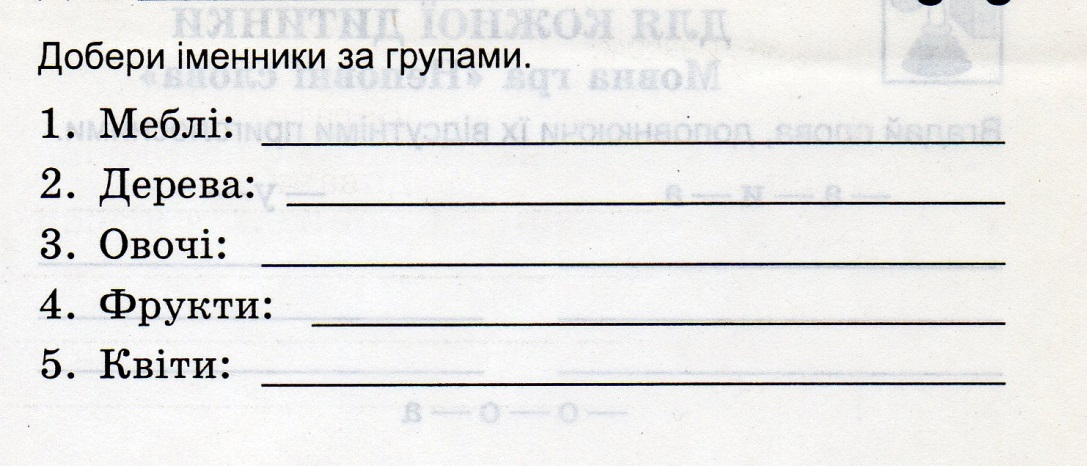 Добери іменники за групами.
1. Меблі:
2. Дерева:
3. Овочі:
4. Фрукти:
5. Квіти: